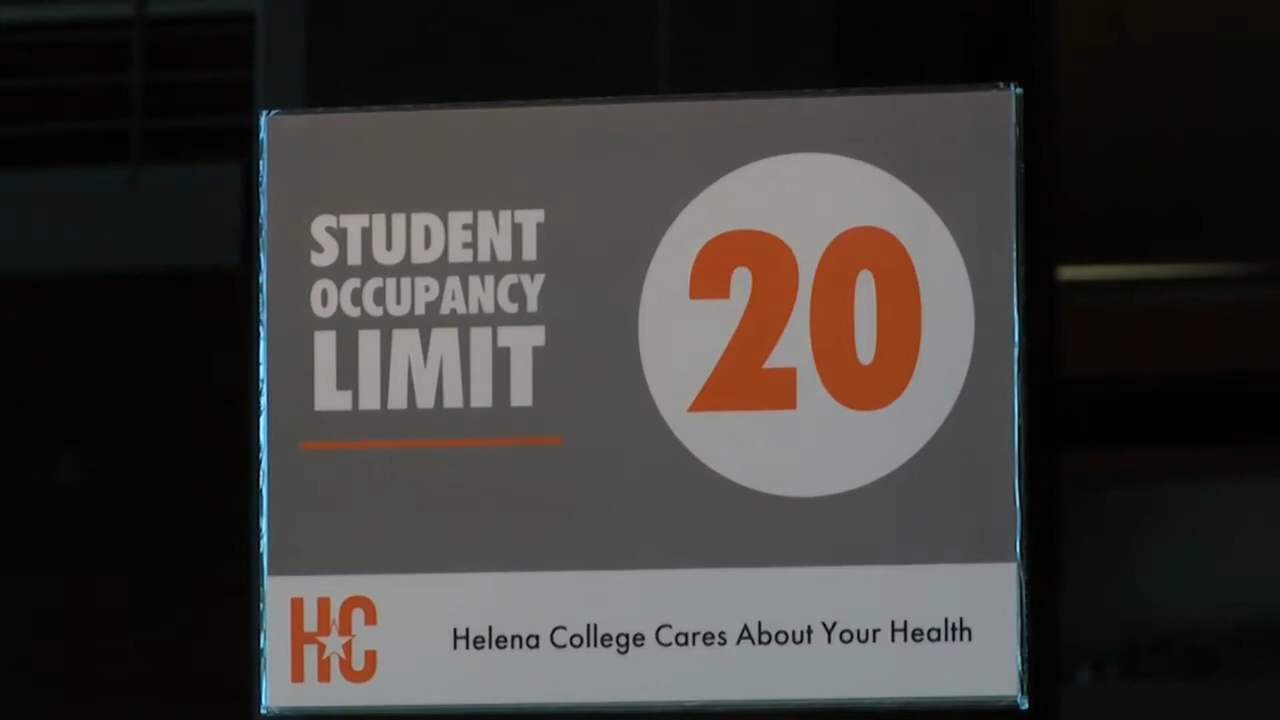 STUDENT
OCCUPANCY
LIMIT
20
HC
Helena College Cares About Your Health